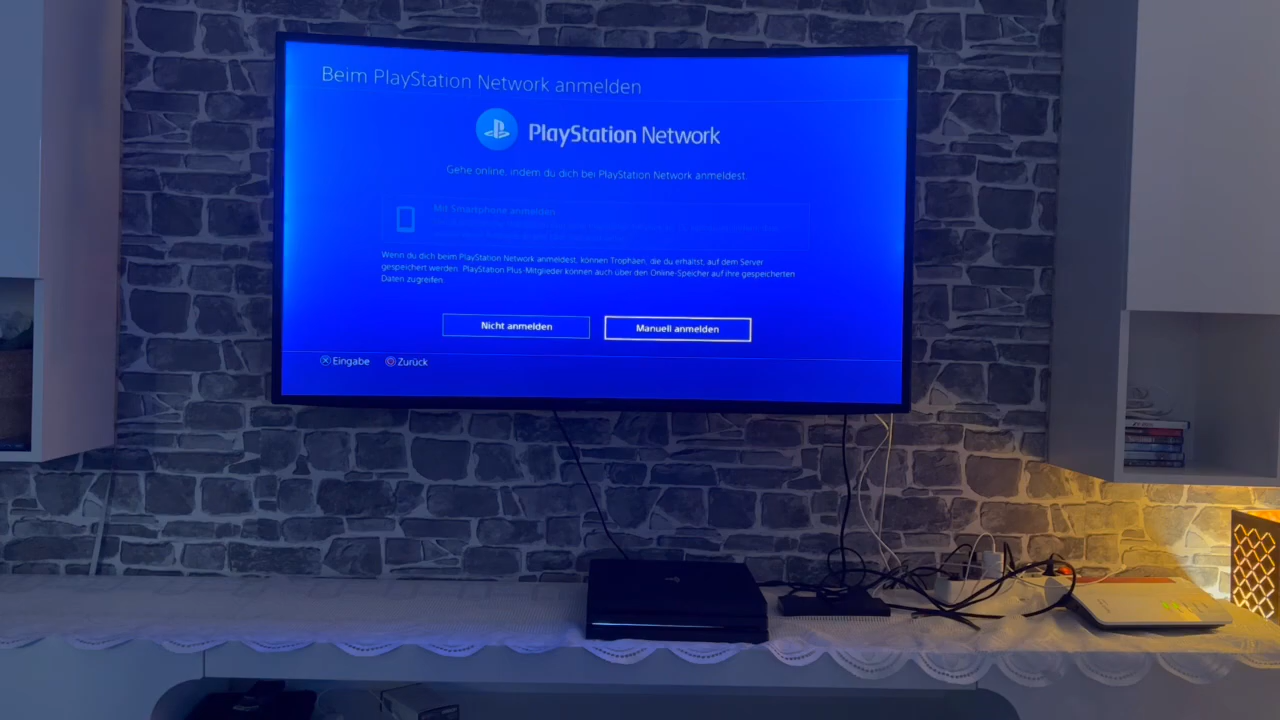 Beim PlayStation Network anmelden
PlayStation Network
Gehe online, indem du dich bei PlayStation Network anmeldest.
Mit Smartphone anmelden
Wenn du dich beim PlayStation Network anmeldest, können Trophäen, die du erhältst, auf dem Server
gespeichert werden. PlayStation Plus-Mitglieder können auch über den Online-Speicher auf ihre gespeicherten
Daten zugreifen.
Nicht anmelden
Manuell anmelden
Eingabe
Zurück